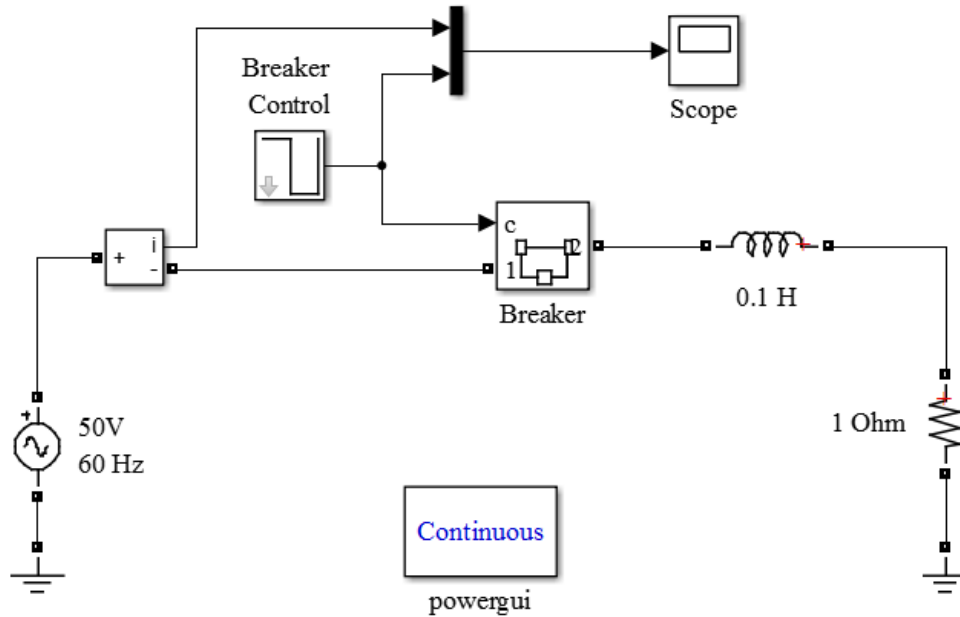 Breaker
Control
Scope
i
+
-
c
1
2
Breaker
0.1 H
+
50V
60 Hz
1 Ohm
Continuous
powergui